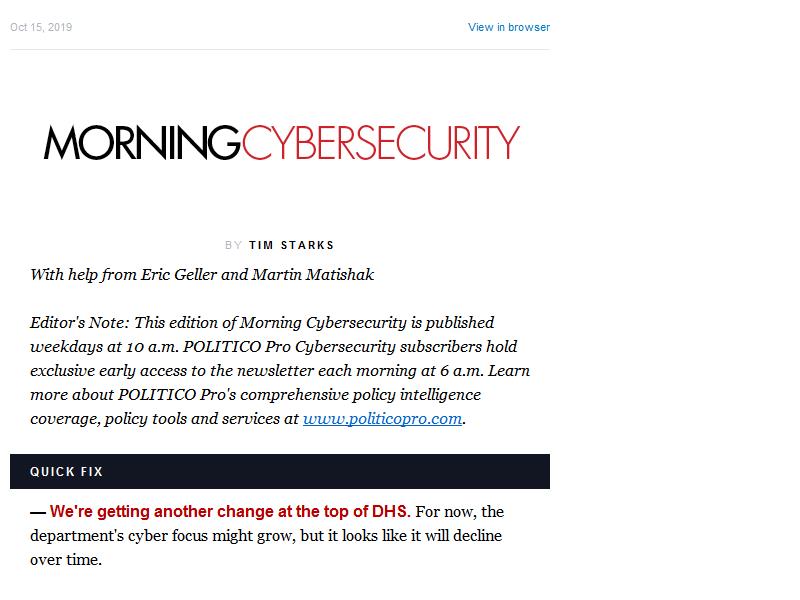 Oct 15, 2019
View in browser
MORNINGCYBERSECURITY
BY TIM STARKS
With help from Eric Geller and Martin Matishak
Editor's Note: This edition of Morning Cybersecurity is published
weekdays at 10 a.m. POLITICO Pro Cybersecurity subscribers hold
exclusive early access to the newsletter each morning at 6 a.m. Learn
more about POLITICO Pro's comprehensive policy intelligence
coverage, policy tools and services at www.politicopro.com.
QUICK FIX
— We're getting another change at the top of DHS. For now, the
department's cyber focus might grow, but it looks like it will decline
over time.